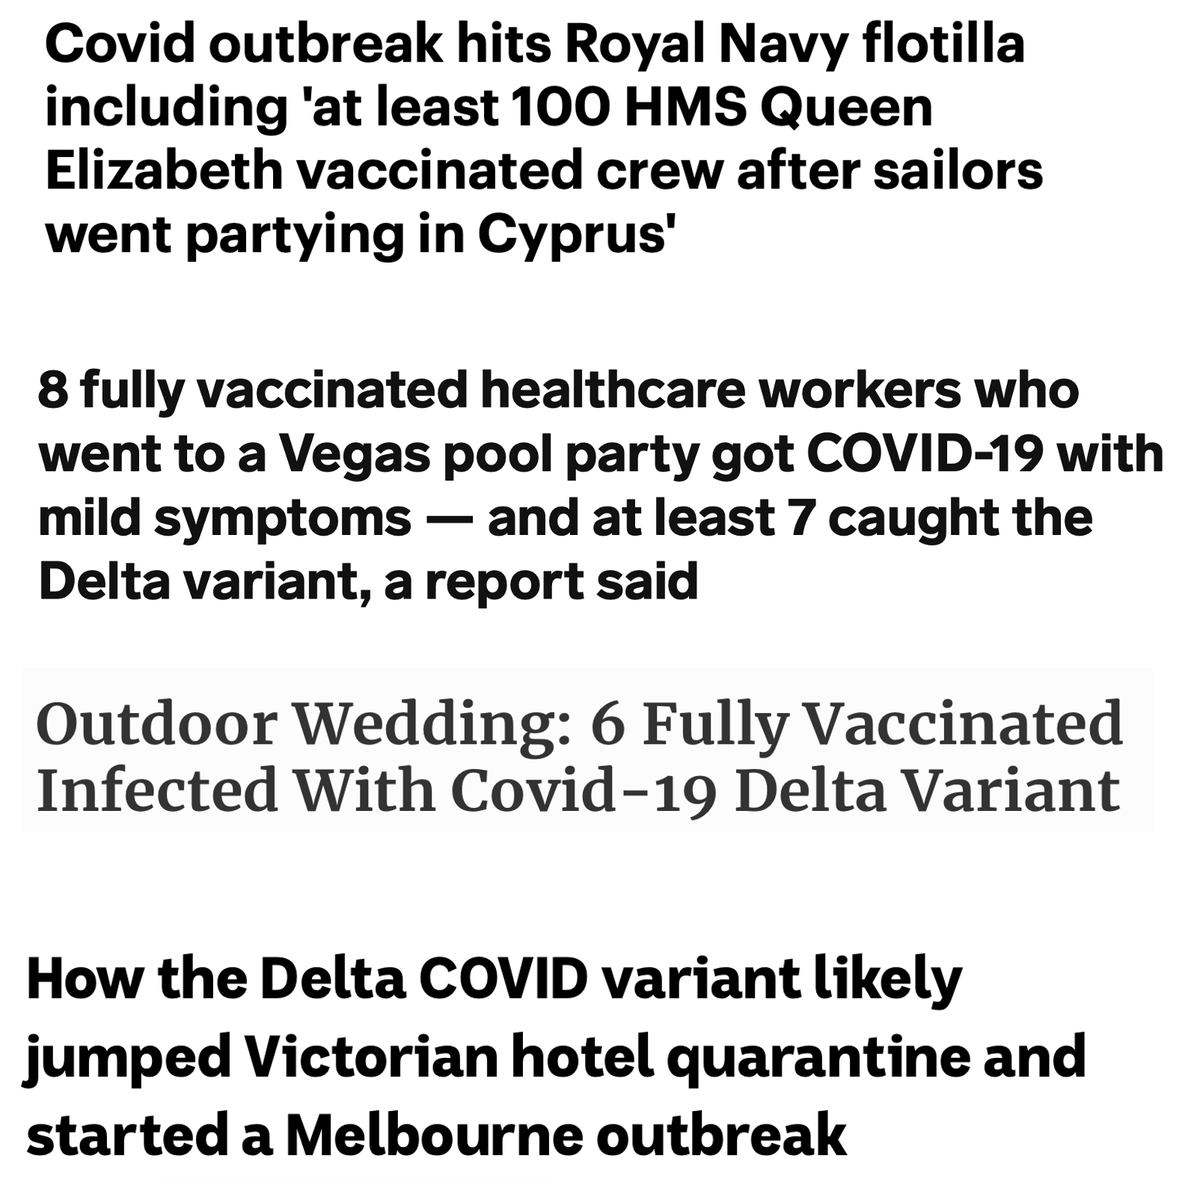 Covid outbreak hits Royal Navy flotilla
including 'at least 100 HMS Queen
Elizabeth vaccinated crew after sailors
went partying in Cyprus'
8 fully vaccinated healthcare workers who
went to a Vegas pool party got COVID-19 with
mild symptoms — and at least 7 caught the
Delta variant, a report said
Outdoor Wedding: 6 Fully Vaccinated
Infected With Covid-19 Delta Variant
How the Delta COVID variant likely
jumped Victorian hotel quarantine and
started a Melbourne outbreak